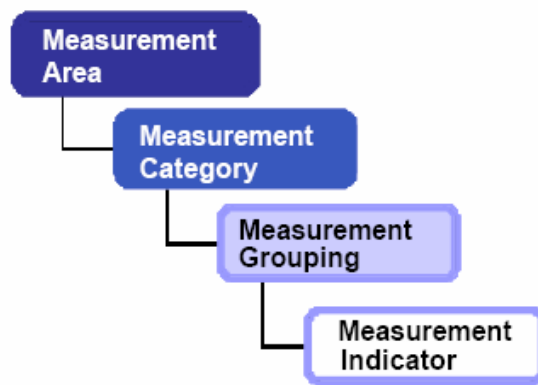 Measurement
Area
Measurement
Category
Measurement
Grouping
Measurement
Indicator